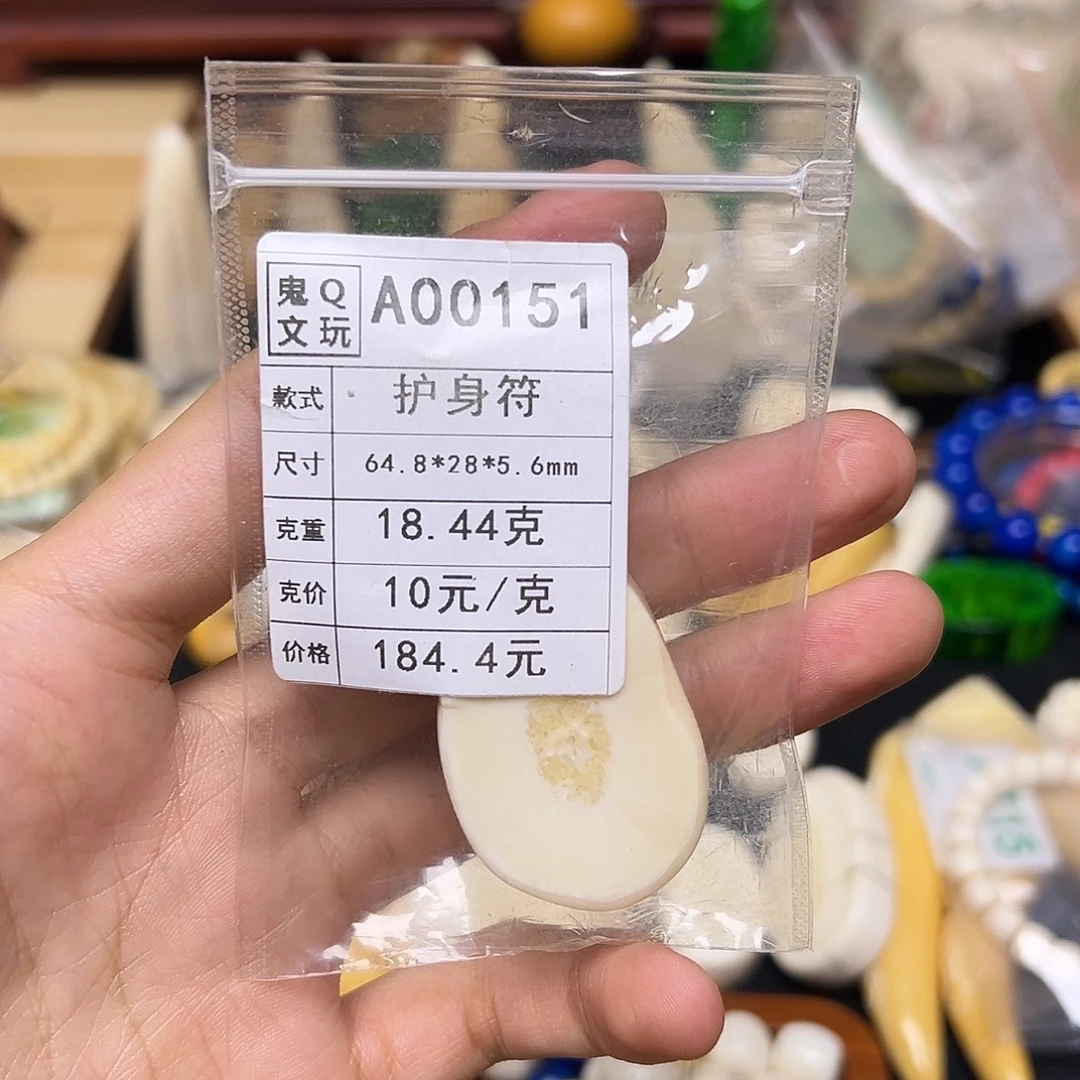 鬼Q
文玩
A00151
款式 护身符
尺寸 64.8*28*5.6mm
克重 18.44克
克价 10元/克
价格 184.4元